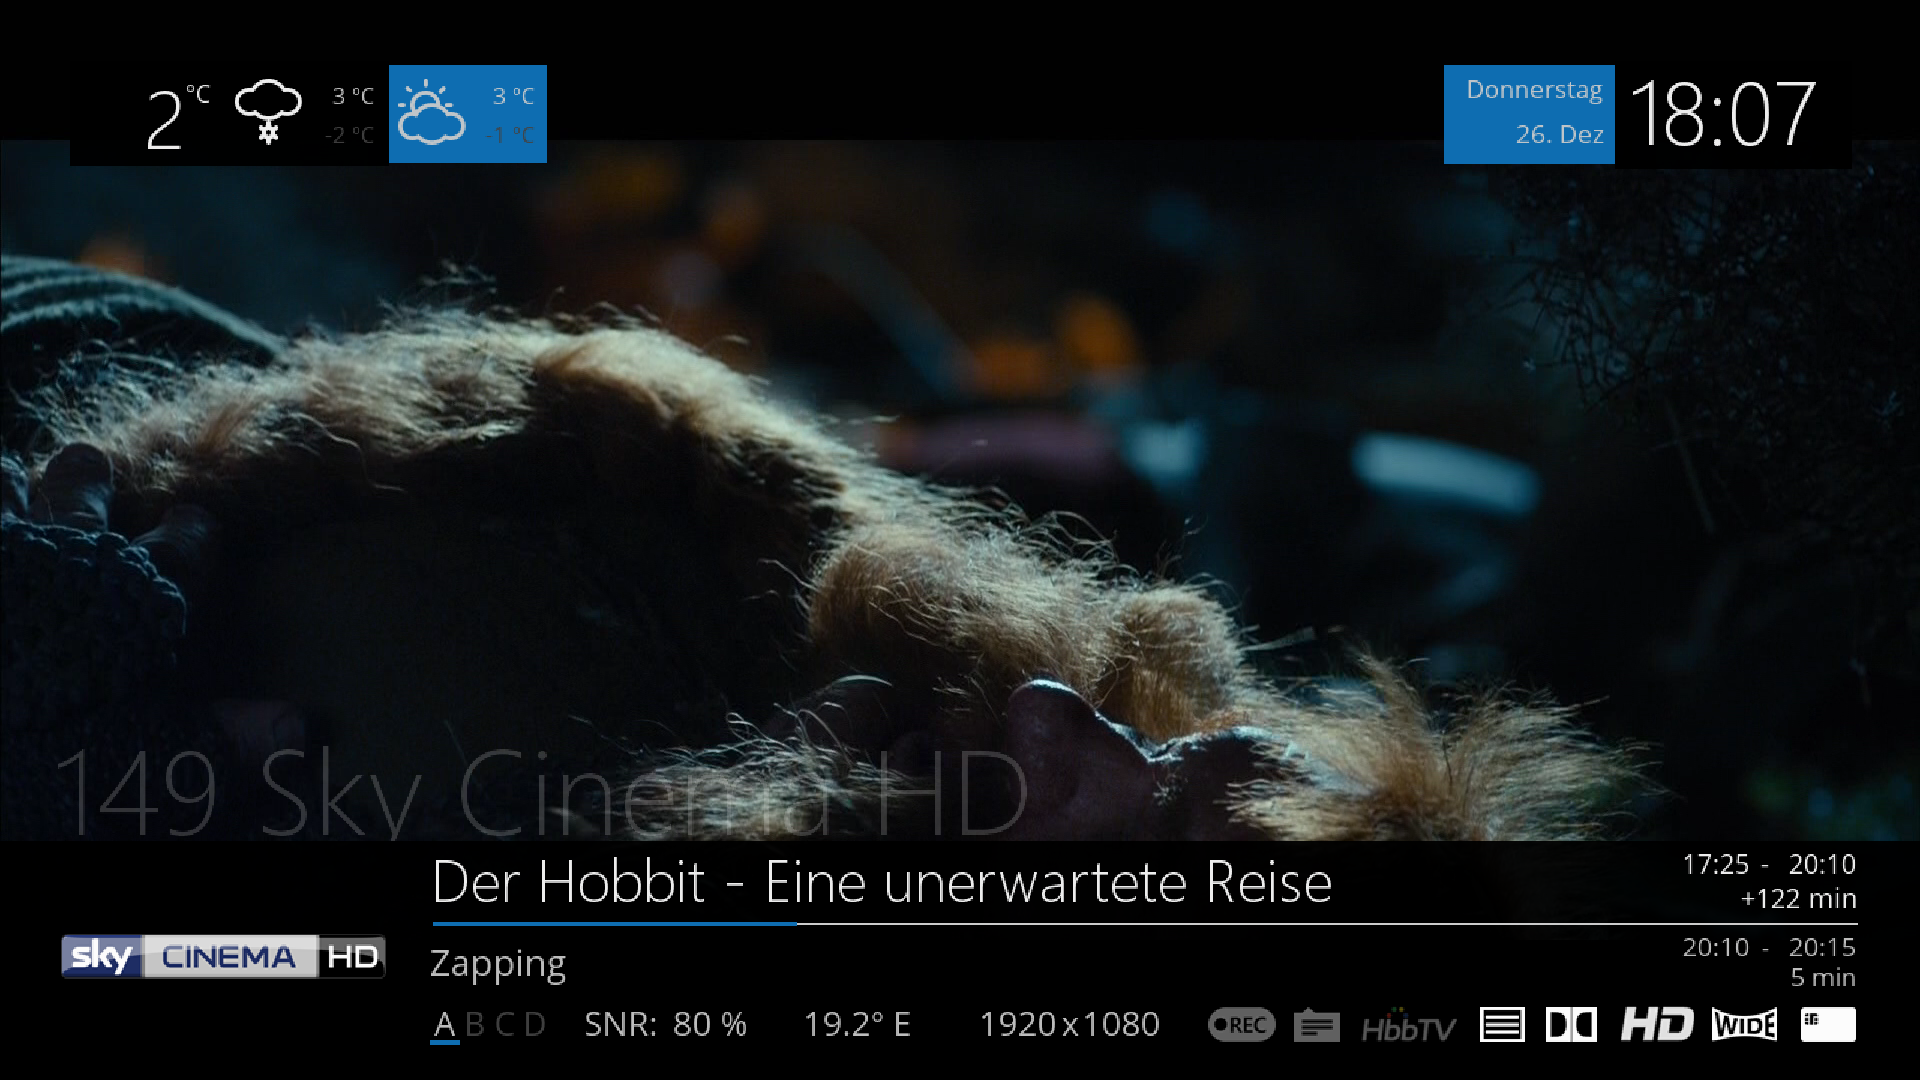 2 °C
3 °C
-2 °C
3 °C
-1 °C
Donnerstag
26. Dez
18:07
149 Sky Cinema HD
Der Hobbit - Eine unerwartete Reise
17:25 - 20:10
+122 min
sky CINEMA HD
Zapping
20:10 - 20:15
5 min
A B C D SNR: 80 % 19.2° E 1920x1080 REC HbbTV HD WIDE